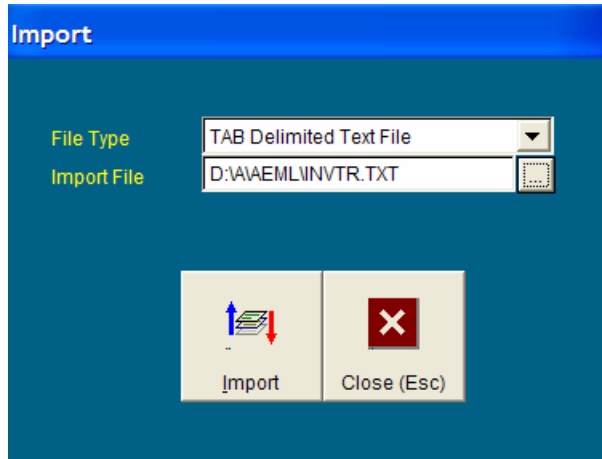 Import
File Type TAB Delimited Text File
Import File D:\A\AEML\INVTR.TXT ...
Import Close (Esc)